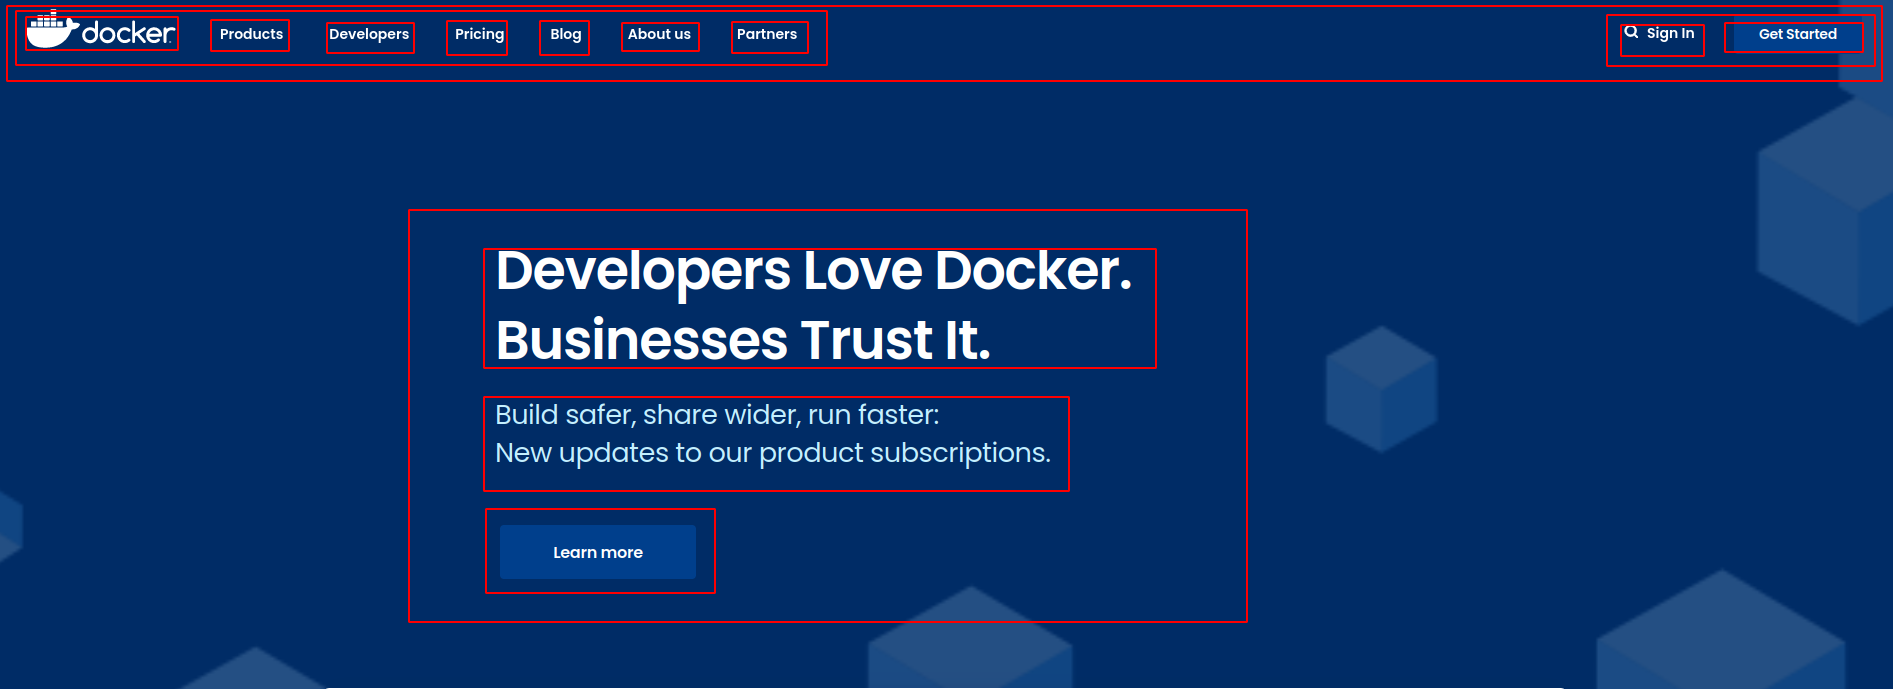 docker
Products
Developers
Pricing
Blog
About us
Partners
Sign In
Get Started
Developers Love Docker.
Businesses Trust It.
Build safer, share wider, run faster:
New updates to our product subscriptions.
Learn more